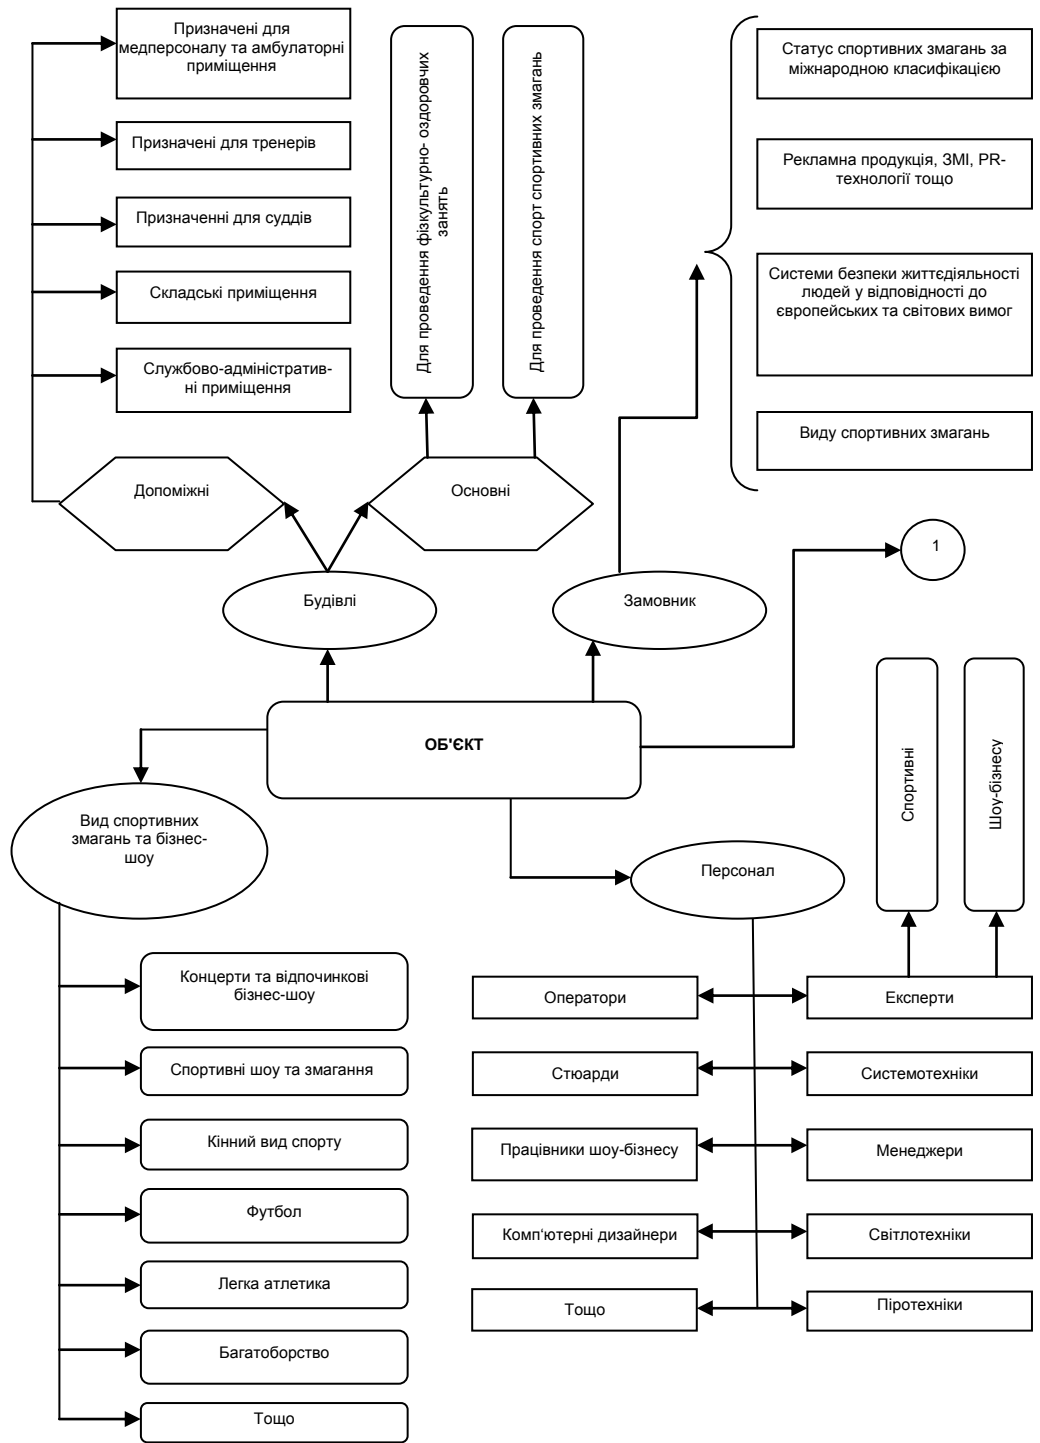 Призначені для
медперсоналу та амбулаторні
приміщення
Призначені для тренерів
Призначенні для суддів
Складські приміщення
Службово-адміністратив-
ні приміщення
Для проведення фізкультурно- оздоровчих
занять
Для проведення спорт спортивних змагань
Статус спортивних змагань за
міжнародною класифікацією
Рекламна продукція, ЗМІ, PR-
технології тощо
Системи безпеки життєдіяльності
людей у відповідності до
європейських та світових вимог
Виду спортивних змагань
Допоміжні
Основні
1
Будівлі
Замовник
ОБ'ЄКТ
Спортивні
Шоу-бізнесу
Вид спортивних
змагань та бізнес-
шоу
Персонал
Концерти та відпочинкові
бізнес-шоу
Спортивні шоу та змагання
Кінний вид спорту
Футбол
Легка атлетика
Багатоборство
Тощо
Оператори
Експерти
Стюарди
Системотехніки
Працівники шоу-бізнесу
Менеджери
Комп‘ютерні дизайнери
Світлотехніки
Тощо
Піротехніки